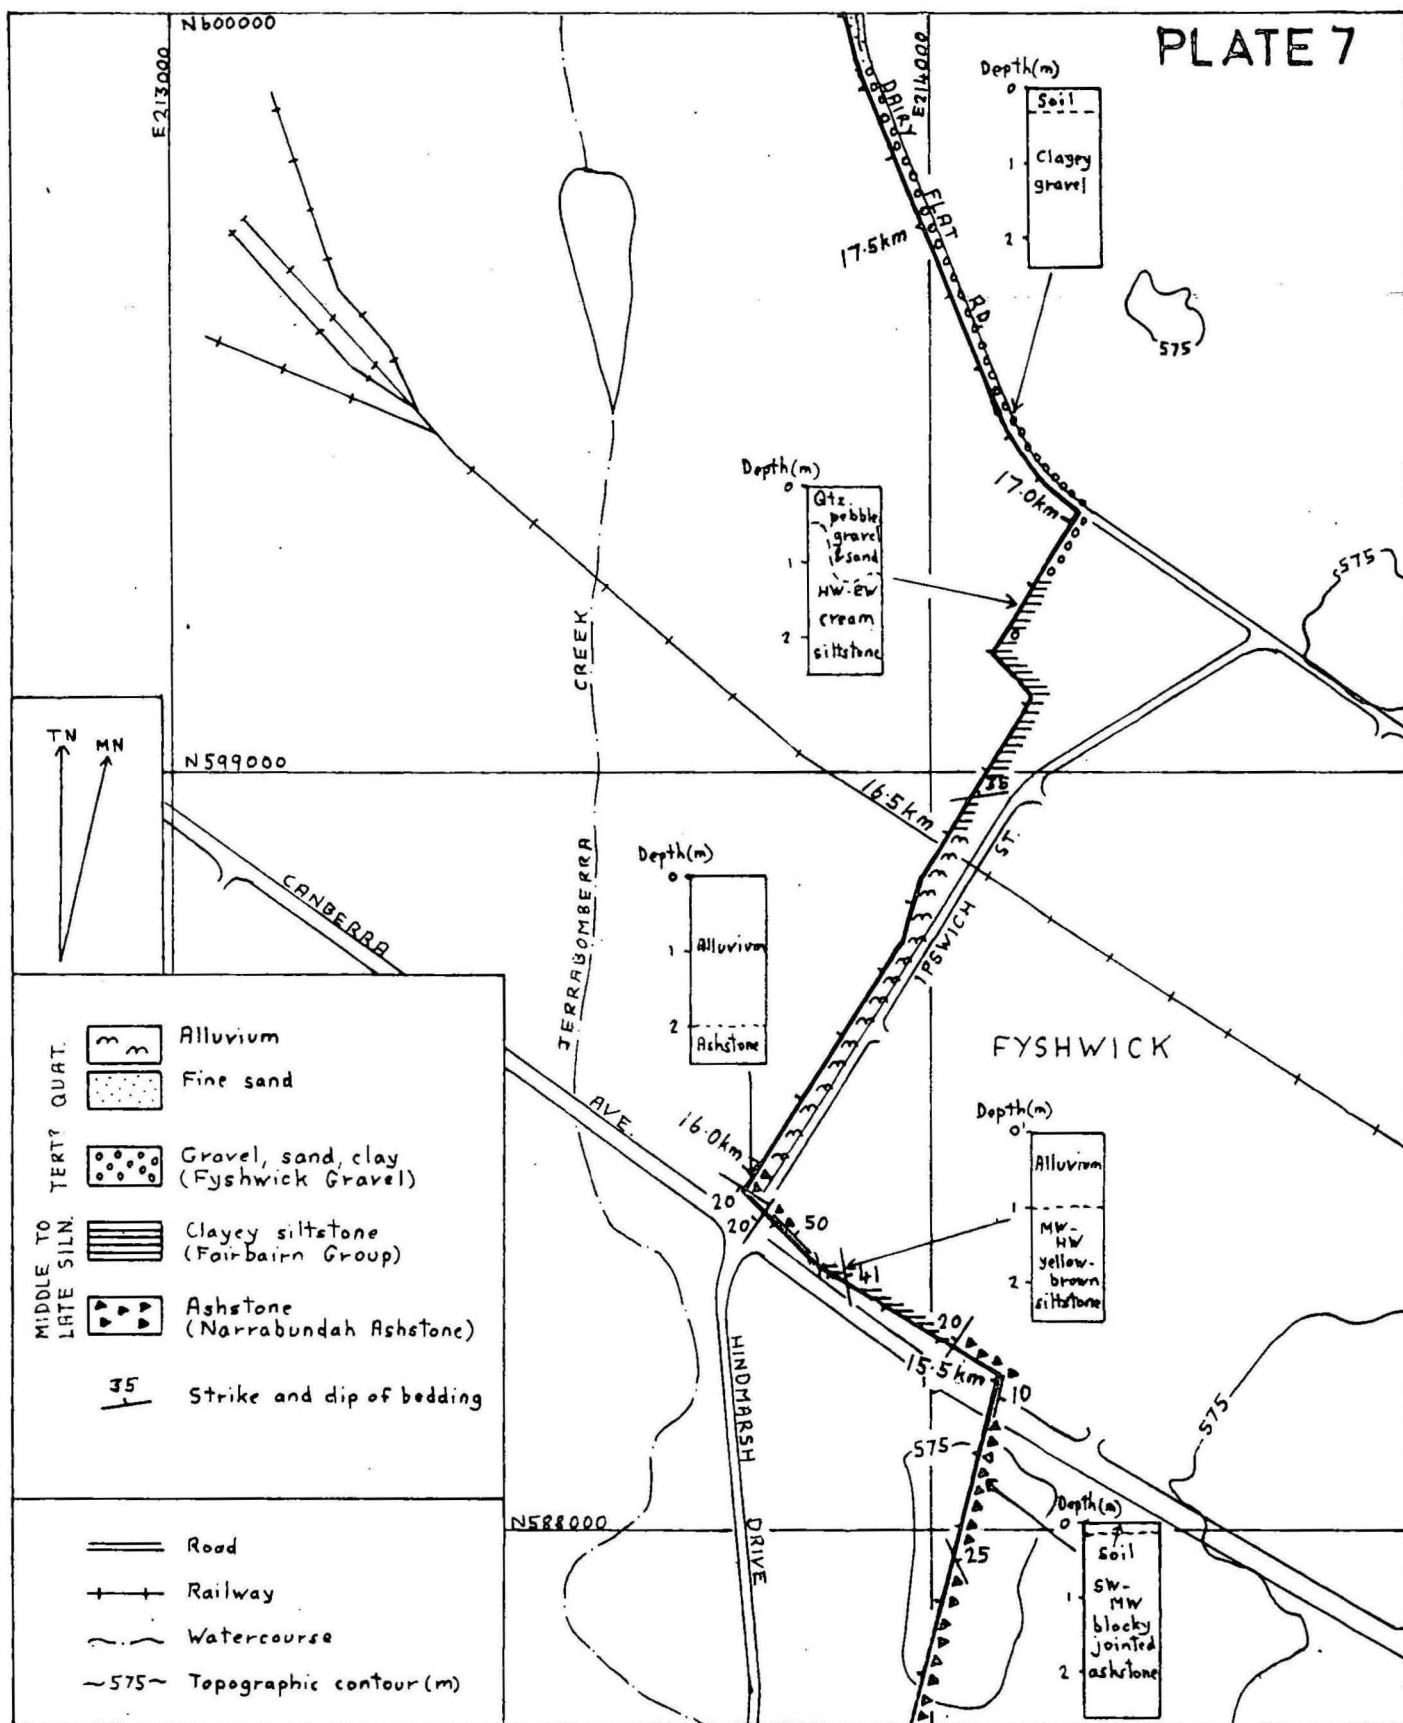 PLATE 7
N600000
E213000
E214000
DAIRY FLAT RD.
Depth(m)
0
Soil
Clayey
1
gravel
2
17.5km
575
Depth(m)
0
Qtz.
pebble
gravel
& sand
1
HW-EW
cream
2
siltstone
17.0km
575
TN
MN
N599000
35
16.5km
JERRABOMBERRA CREEK
CANBERRA AVE.
IPSWICH ST.
Depth(m)
0
Alluvium
1
2
Ashstone
FYSHWICK
16.0km
20
20
50
41
Depth(m)
0
Alluvium
1
MW-
HW
yellow-
brown
2
siltstone
20
15.5km
10
HINDMARSH DRIVE
575
575
N588000
25
Depth(m)
0
Soil
SW-
1
MW
blocky
jointed
2
ashstone
QUAT.
Alluvium
Fine sand
TERT?
Gravel, sand, clay
(Fyshwick Gravel)
MIDDLE TO
LATE SILN.
Clayey siltstone
(Fairbairn Group)
Ashstone
(Narrabundah Ashstone)
35
Strike and dip of bedding
Road
Railway
Watercourse
~575~ Topographic contour (m)